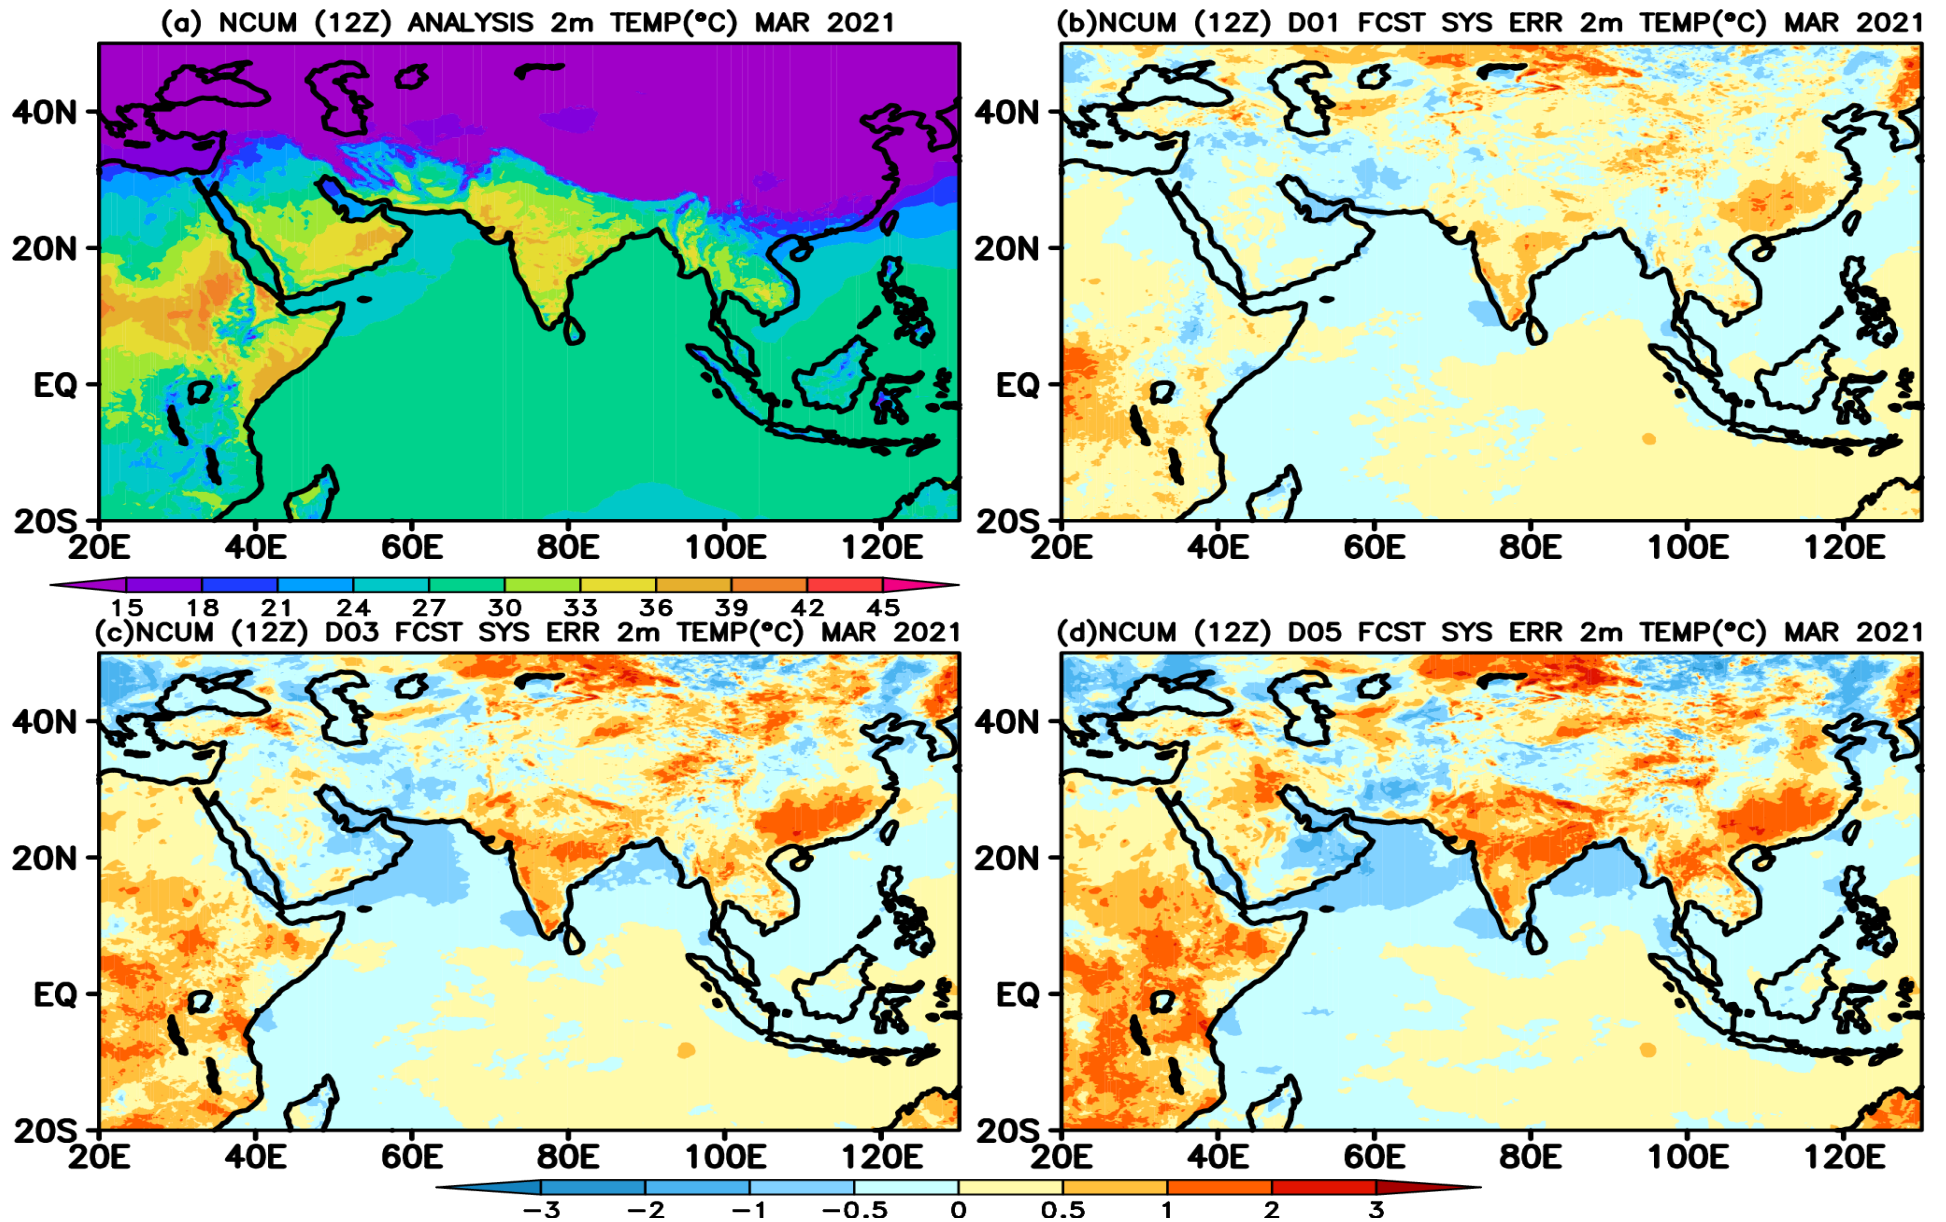 (a) NCUM (12Z) ANALYSIS 2m TEMP(°C) MAR 2021
(b)NCUM (12Z) D01 FCST SYS ERR 2m TEMP(°C) MAR 2021
40N
20N
EQ
20S
20E 40E 60E 80E 100E 120E
40N
20N
EQ
20S
20E 40E 60E 80E 100E 120E
15 18 21 24 27 30 33 36 39 42 45
(c)NCUM (12Z) D03 FCST SYS ERR 2m TEMP(°C) MAR 2021
(d)NCUM (12Z) D05 FCST SYS ERR 2m TEMP(°C) MAR 2021
40N
20N
EQ
20S
20E 40E 60E 80E 100E 120E
40N
20N
EQ
20S
20E 40E 60E 80E 100E 120E
−3 −2 −1 −0.5 0 0.5 1 2 3